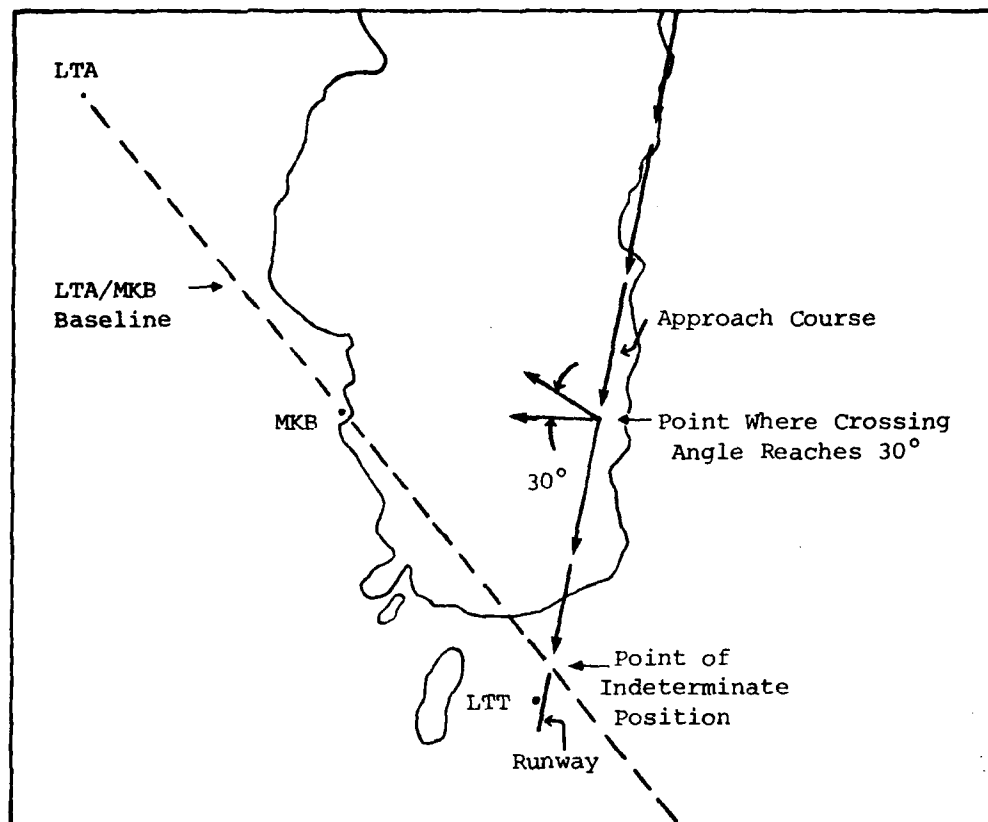 LTA
LTA/MKB
Baseline
Approach Course
MKB
Point Where Crossing
Angle Reaches 30°
30°
Point of
Indeterminate
Position
LTT
Runway